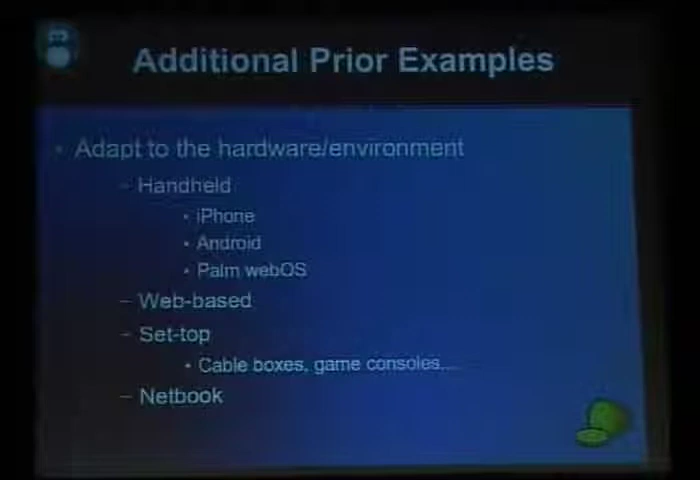 Additional Prior Examples
• Adapt to the hardware/environment
– Handheld
• iPhone
• Android
• Palm webOS
– Web-based
– Set-top
• Cable boxes, game consoles...
– Netbook